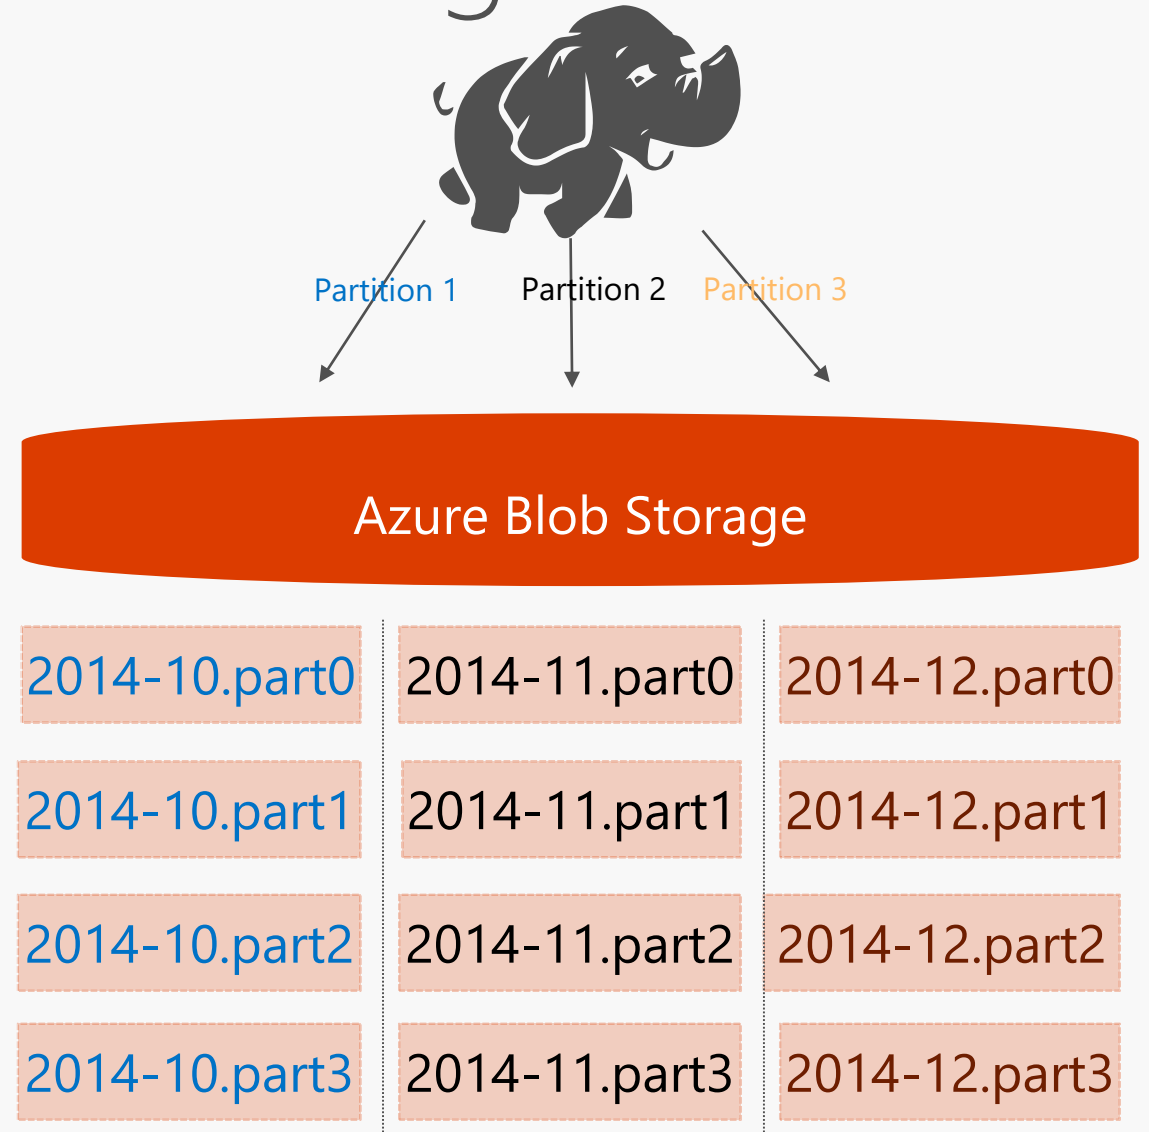 Partition 1 Partition 2 Partition 3
Azure Blob Storage
2014-10.part0 2014-11.part0 2014-12.part0
2014-10.part1 2014-11.part1 2014-12.part1
2014-10.part2 2014-11.part2 2014-12.part2
2014-10.part3 2014-11.part3 2014-12.part3